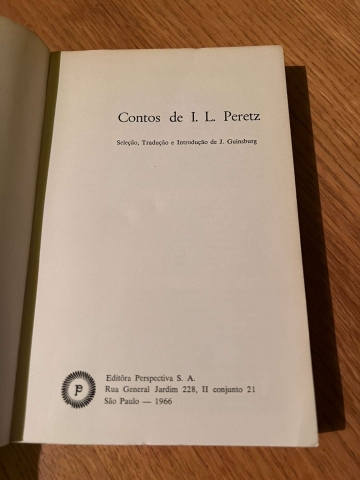 Contos de I. L. Peretz
Seleção, Tradução e Introdução de J. Guinsburg
p
Editôra Perspectiva S. A.
Rua General Jardim 228, II conjunto 21
São Paulo — 1966